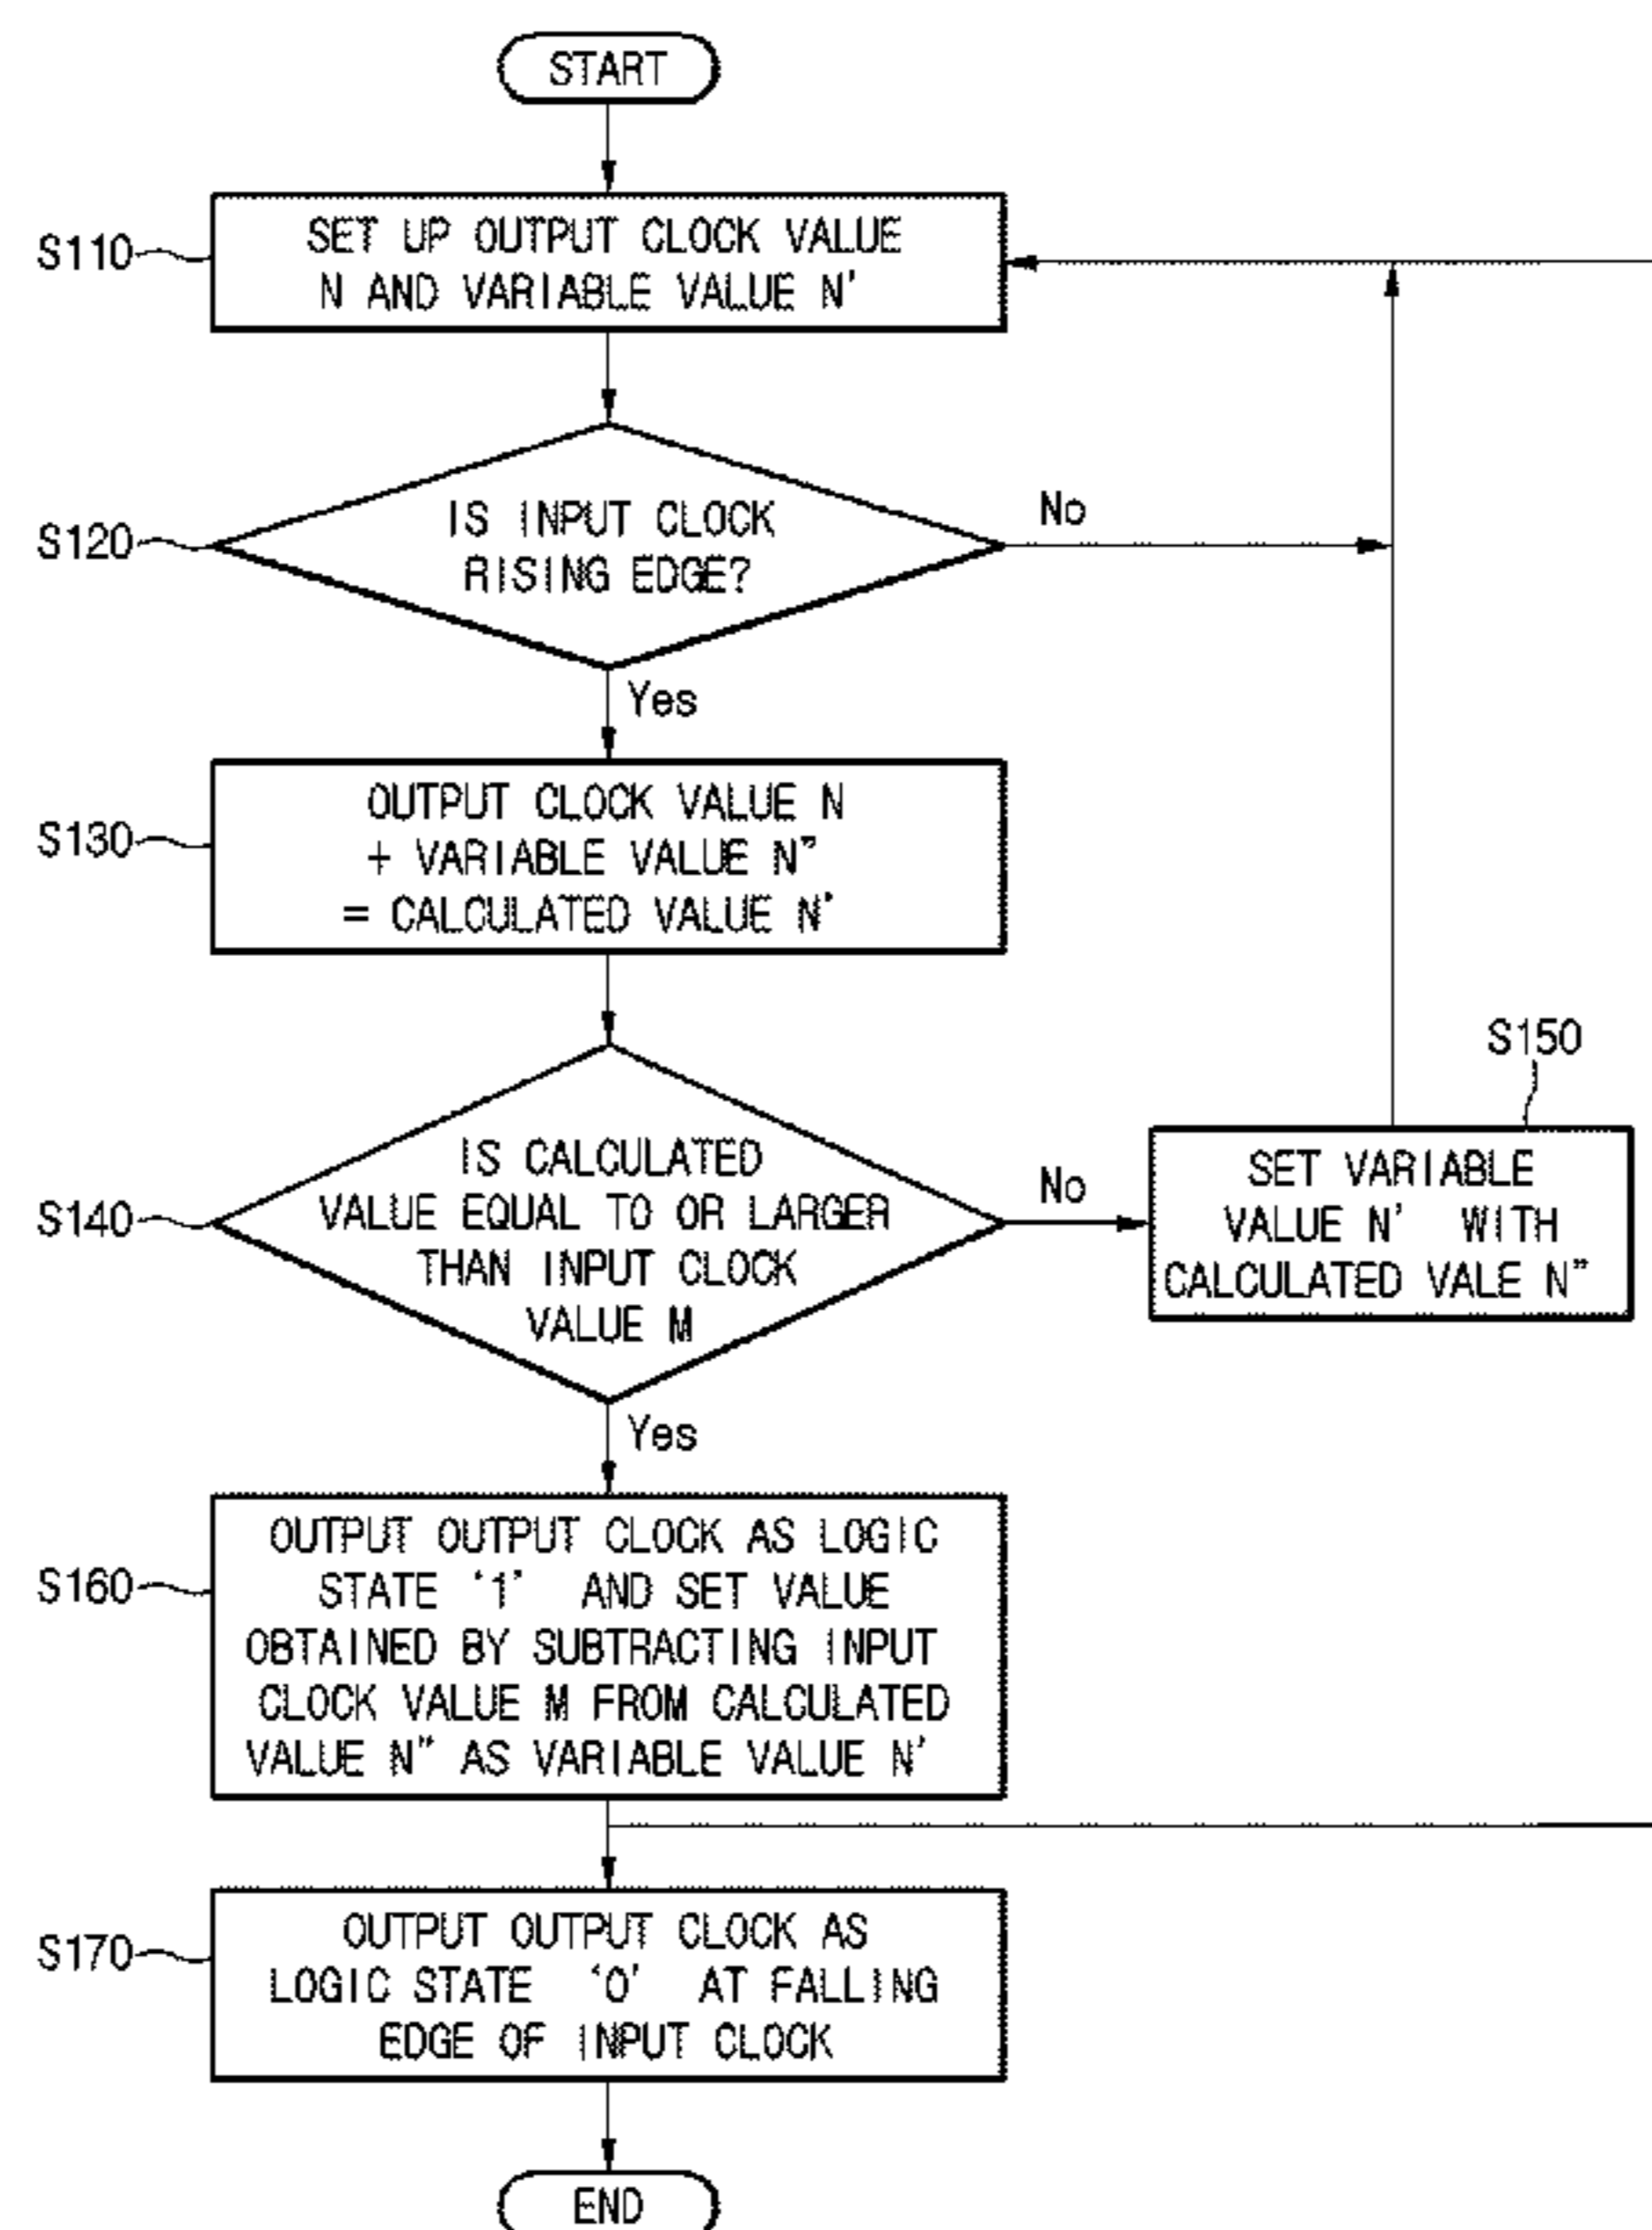 START
S110
SET UP OUTPUT CLOCK VALUE
N AND VARIABLE VALUE N'
S120
IS INPUT CLOCK
RISING EDGE?
No
Yes
S130
OUTPUT CLOCK VALUE N
+ VARIABLE VALUE N"
= CALCULATED VALUE N'
S140
IS CALCULATED
VALUE EQUAL TO OR LARGER
THAN INPUT CLOCK
VALUE M
No
S150
SET VARIABLE
VALUE N' WITH
CALCULATED VALE N"
Yes
S160
OUTPUT OUTPUT CLOCK AS LOGIC
STATE '1' AND SET VALUE
OBTAINED BY SUBTRACTING INPUT
CLOCK VALUE M FROM CALCULATED
VALUE N" AS VARIABLE VALUE N'
S170
OUTPUT OUTPUT CLOCK AS
LOGIC STATE '0' AT FALLING
EDGE OF INPUT CLOCK
END